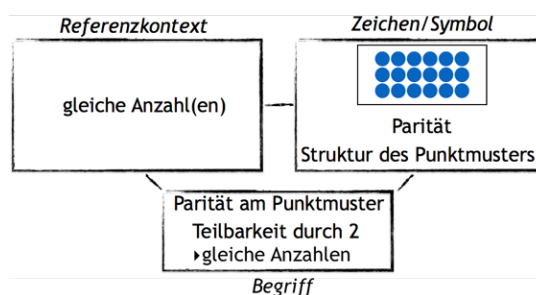 Referenzkontext
Zeichen/Symbol
gleiche Anzahl(en)
Parität
Struktur des Punktmusters
Parität am Punktmuster
Teilbarkeit durch 2
▸gleiche Anzahlen
Begriff